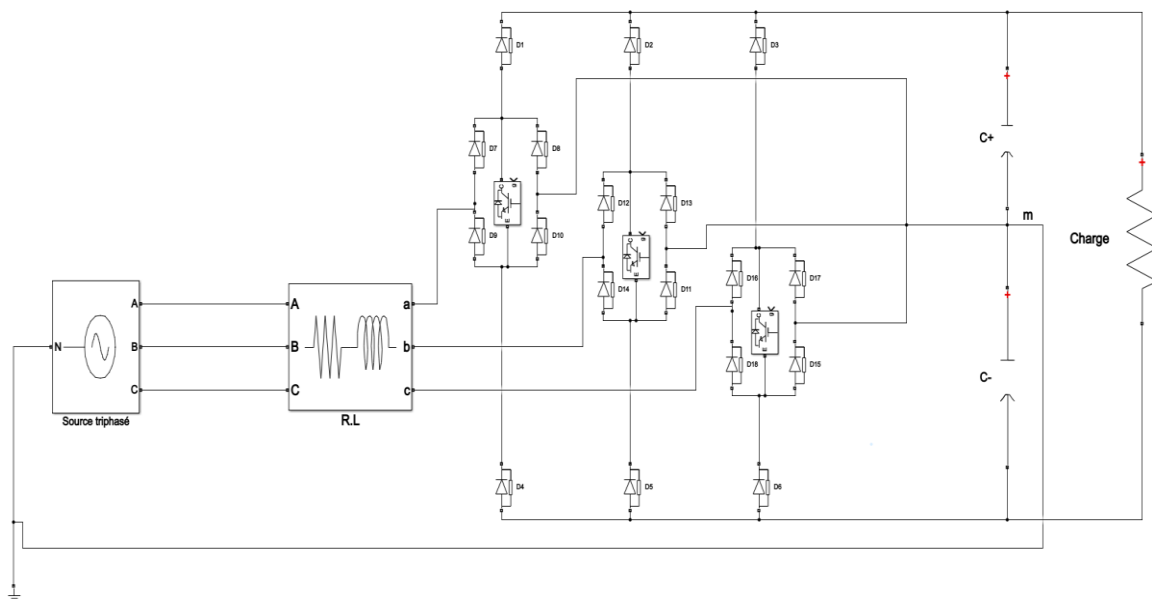 D1
D2
D3
D7
D8
C
g
E
D9
D10
D12
D13
C
g
E
D14
D11
D16
D17
C
g
E
D18
D15
C+
m
Charge
C-
N
A
B
C
Source triphasé
A
B
C
a
b
c
R.L
D4
D5
D6